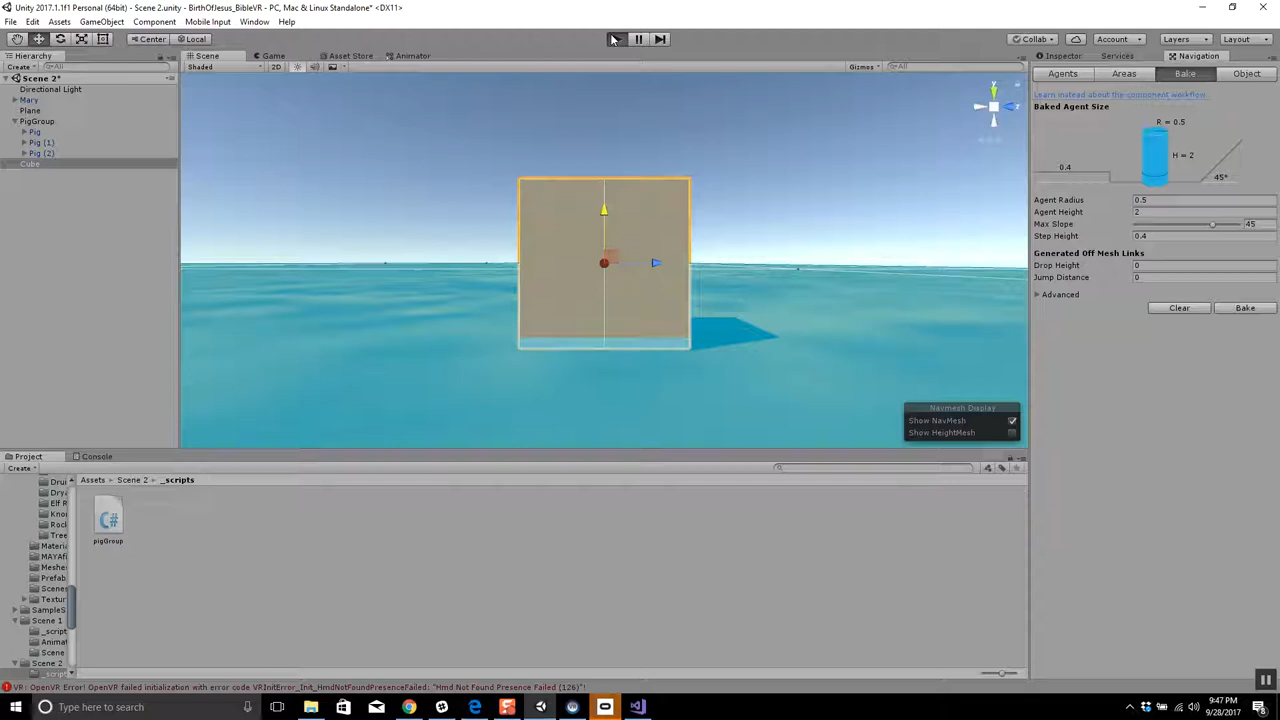 Unity 2017.1.1f1 Personal (64bit) - Scene 2.unity - BirthOfJesus_BibleVR - PC, Mac & Linux Standalone* <DX11>
File Edit Assets GameObject Component Mobile Input Window Help
Center Local Collab Account Layers Layout
Hierarchy Scene Game Asset Store Animator Inspector Services Navigation
Create All Shaded 2D Gizmos All
Agents Areas Bake Object
Scene 2*
Directional Light
Mary
Plane
PigGroup
Pig
Pig (1)
Pig (2)
Cube
y
z
Learn instead about the component workflow.
Baked Agent Size
R = 0.5
H = 2
0.4
45°
Agent Radius 0.5
Agent Height 2
Max Slope 45
Step Height 0.4
Generated Off Mesh Links
Drop Height 0
Jump Distance 0
Advanced
Clear Bake
Navmesh Display
Show NavMesh
Show HeightMesh
Project Console
Create
Assets Scene 2 _scripts
Drya
Elf R
Kno
Rock
Tree
Materia
MAYAfi
Meshes
Prefab
Scenes
Textur
SampleS
Scene 1
_script
Animat
Scene
Scene 2
_script
C#
pigGroup
VR! OpenVR Error! OpenVR failed initialization with error code VRInitError_Init_HmdNotFoundPresenceFailed: "Hmd Not Found Presence Failed (126)"!
Type here to search
9:47 PM
9/28/2017